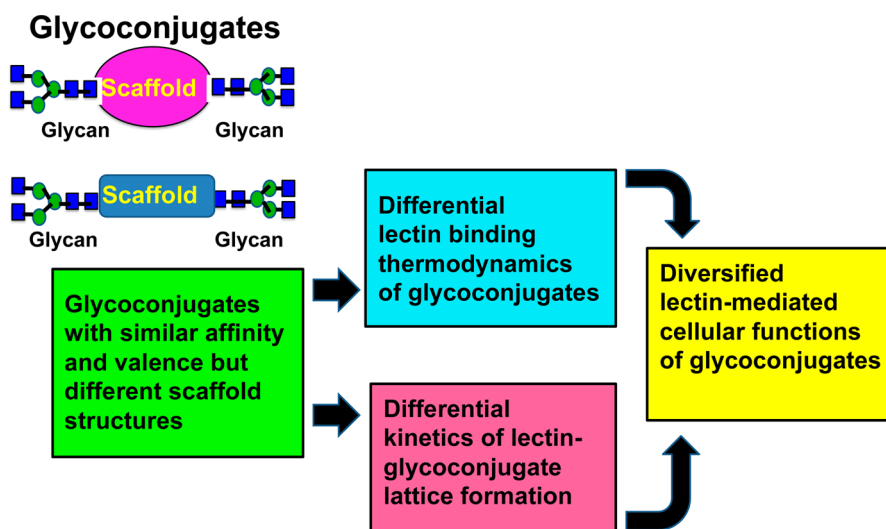 Glycoconjugates
Scaffold
Glycan
Glycan
Scaffold
Glycan
Glycan
Glycoconjugates
with similar affinity
and valence but
different scaffold
structures
Differential
lectin binding
thermodynamics
of glycoconjugates
Differential
kinetics of lectin-
glycoconjugate
lattice formation
Diversified
lectin-mediated
cellular functions
of glycoconjugates